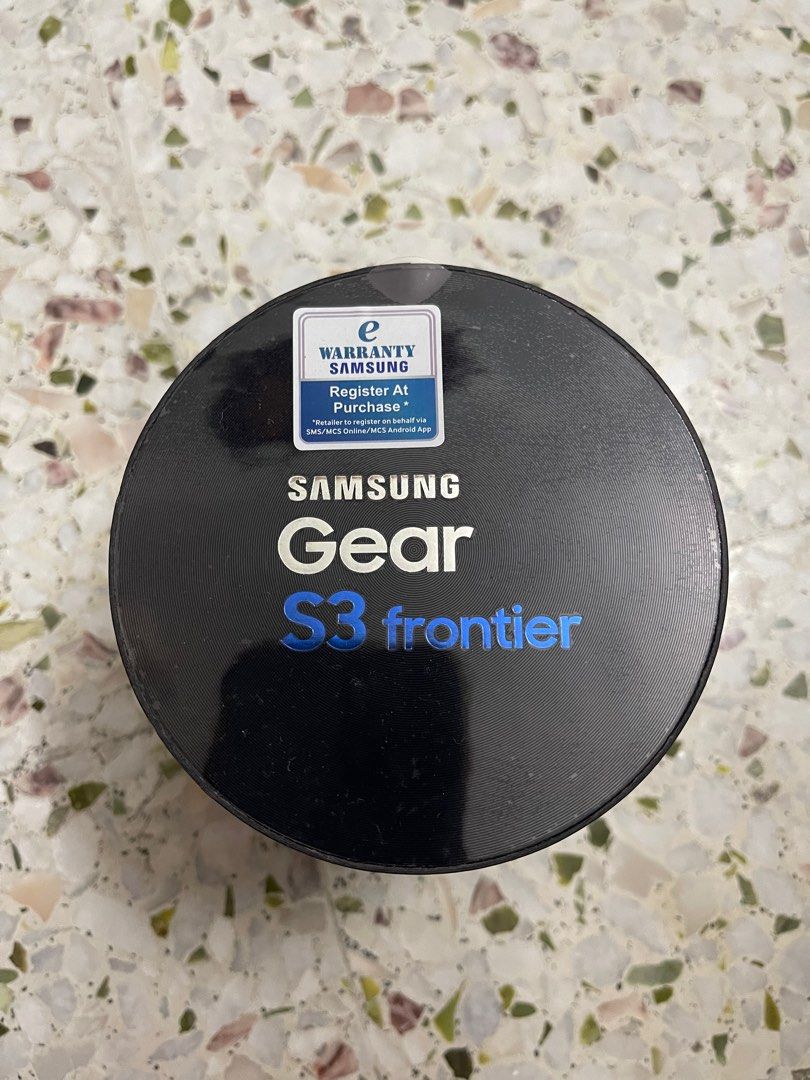 e
WARRANTY
SAMSUNG
Register At
Purchase*
*Retailer to register on behalf via
SMS/MCS Online/MCS Android App
SAMSUNG
Gear
S3 frontier